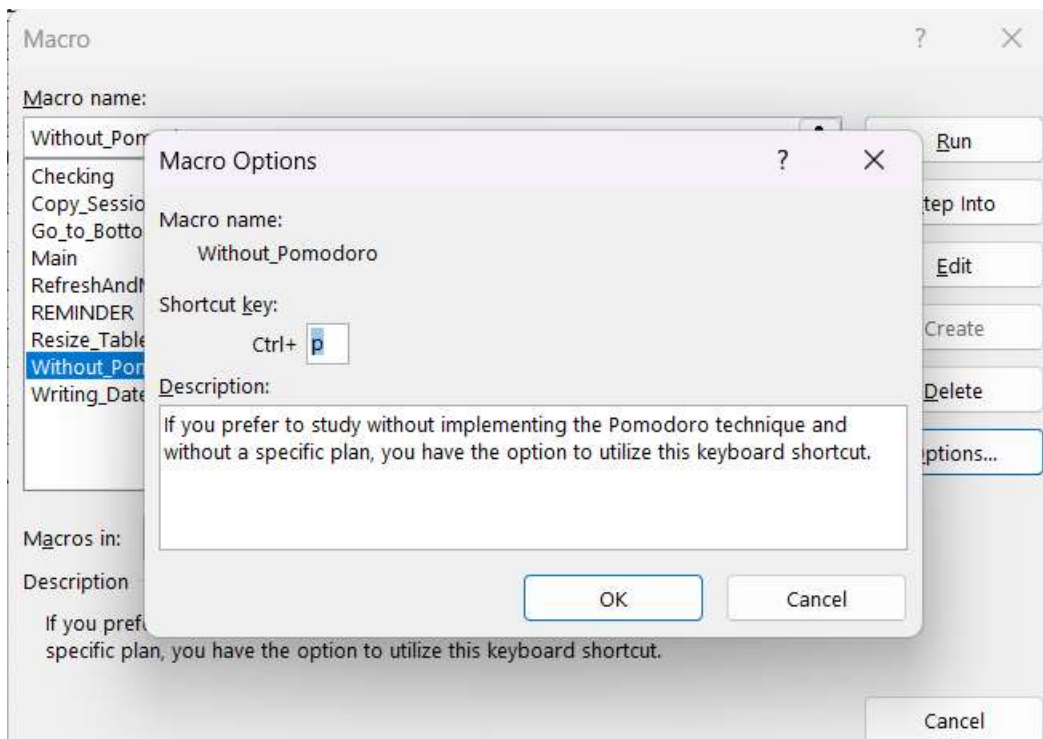 Macro
?
Macro name:
Without_Pom
Run
Checking
Copy_Sessio
Go_to_Botto
Main
RefreshAndM
REMINDER
Resize_Table
Without_Pom
Writing_Date
tep Into
Edit
Create
Delete
ptions...
Macro Options
?
Macro name:
Without_Pomodoro
Shortcut key:
Ctrl+ p
Description:
If you prefer to study without implementing the Pomodoro technique and
without a specific plan, you have the option to utilize this keyboard shortcut.
OK Cancel
Macros in:
Description
If you prefe
specific plan, you have the option to utilize this keyboard shortcut.
Cancel